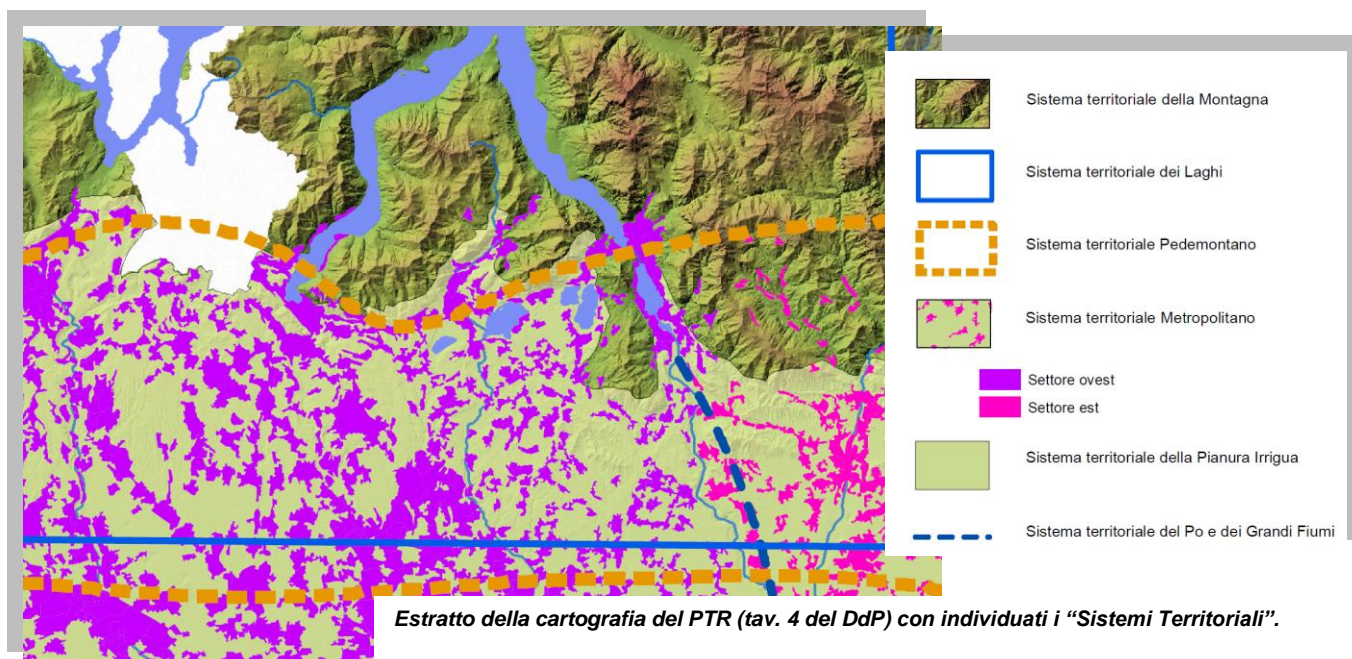 Sistema territoriale della Montagna
Sistema territoriale dei Laghi
Sistema territoriale Pedemontano
Sistema territoriale Metropolitano
Settore ovest
Settore est
Sistema territoriale della Pianura Irrigua
Sistema territoriale del Po e dei Grandi Fiumi
Estratto della cartografia del PTR (tav. 4 del DdP) con individuati i “Sistemi Territoriali”.